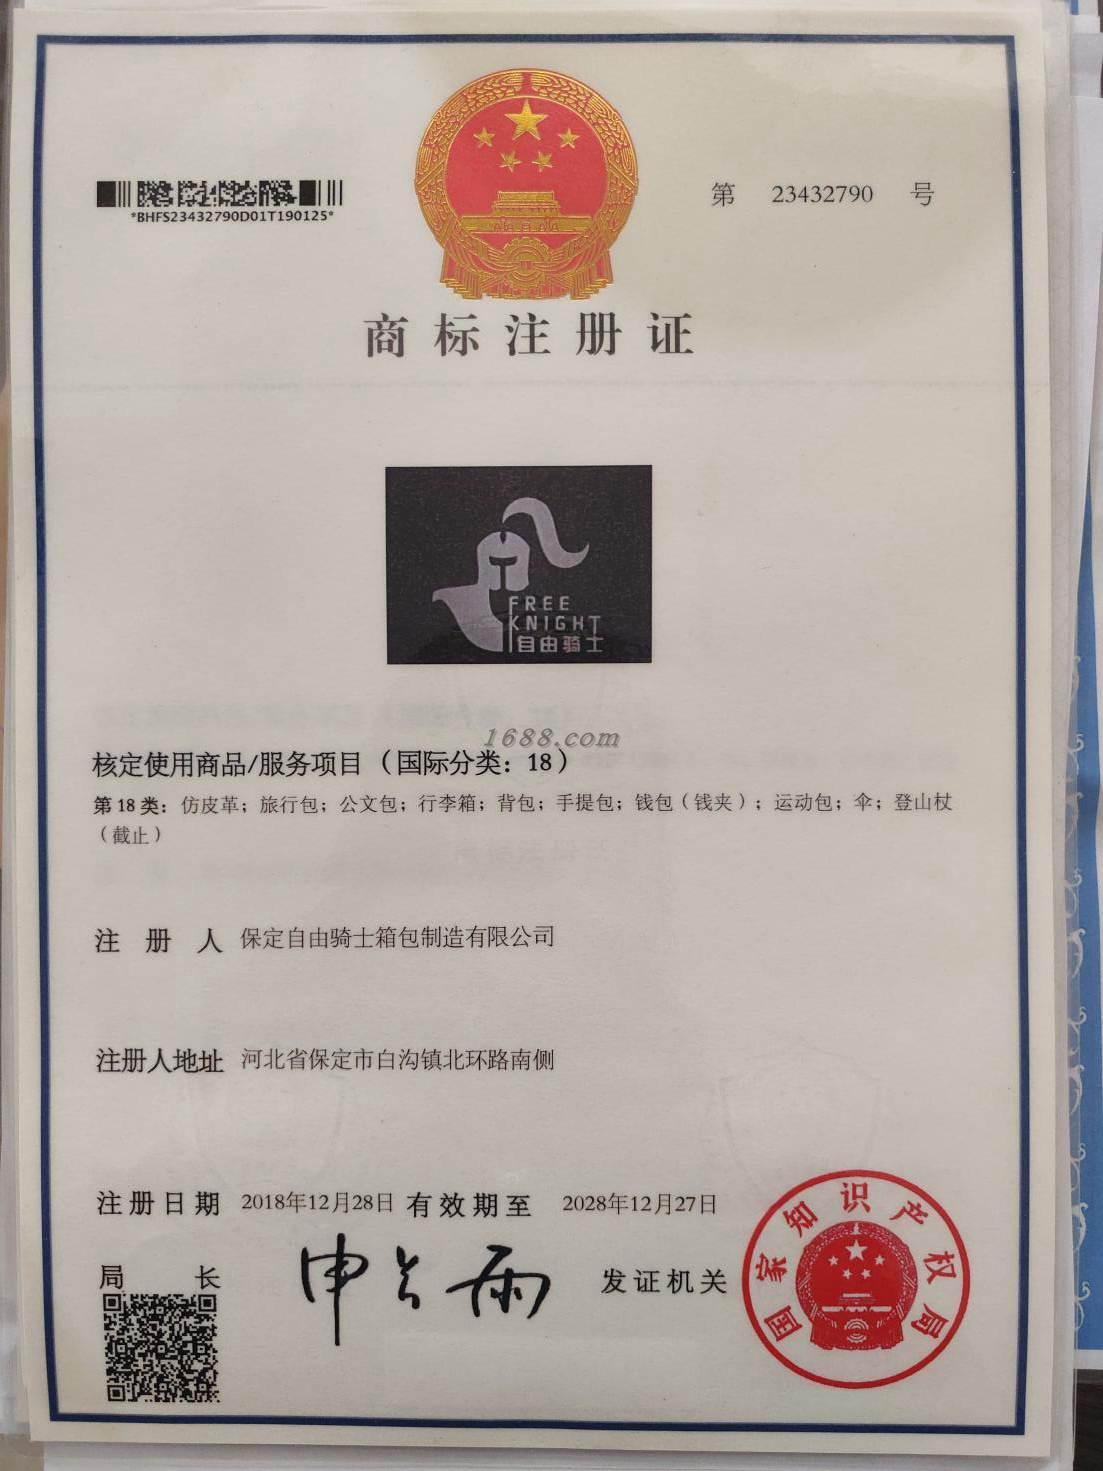 *BHFS23432790D01T190125*
第 23432790 号
商标注册证
FREE
KNIGHT
自由骑士
1688.com
核定使用商品/服务项目（国际分类：18）
第18类：仿皮革；旅行包；公文包；行李箱；背包；手提包；钱包（钱夹）；运动包；伞；登山杖
（截止）
注册人 保定自由骑士箱包制造有限公司
注册人地址 河北省保定市白沟镇北环路南侧
注册日期 2018年12月28日 有效期至 2028年12月27日
局长 申长雨 发证机关
国家知识产权局